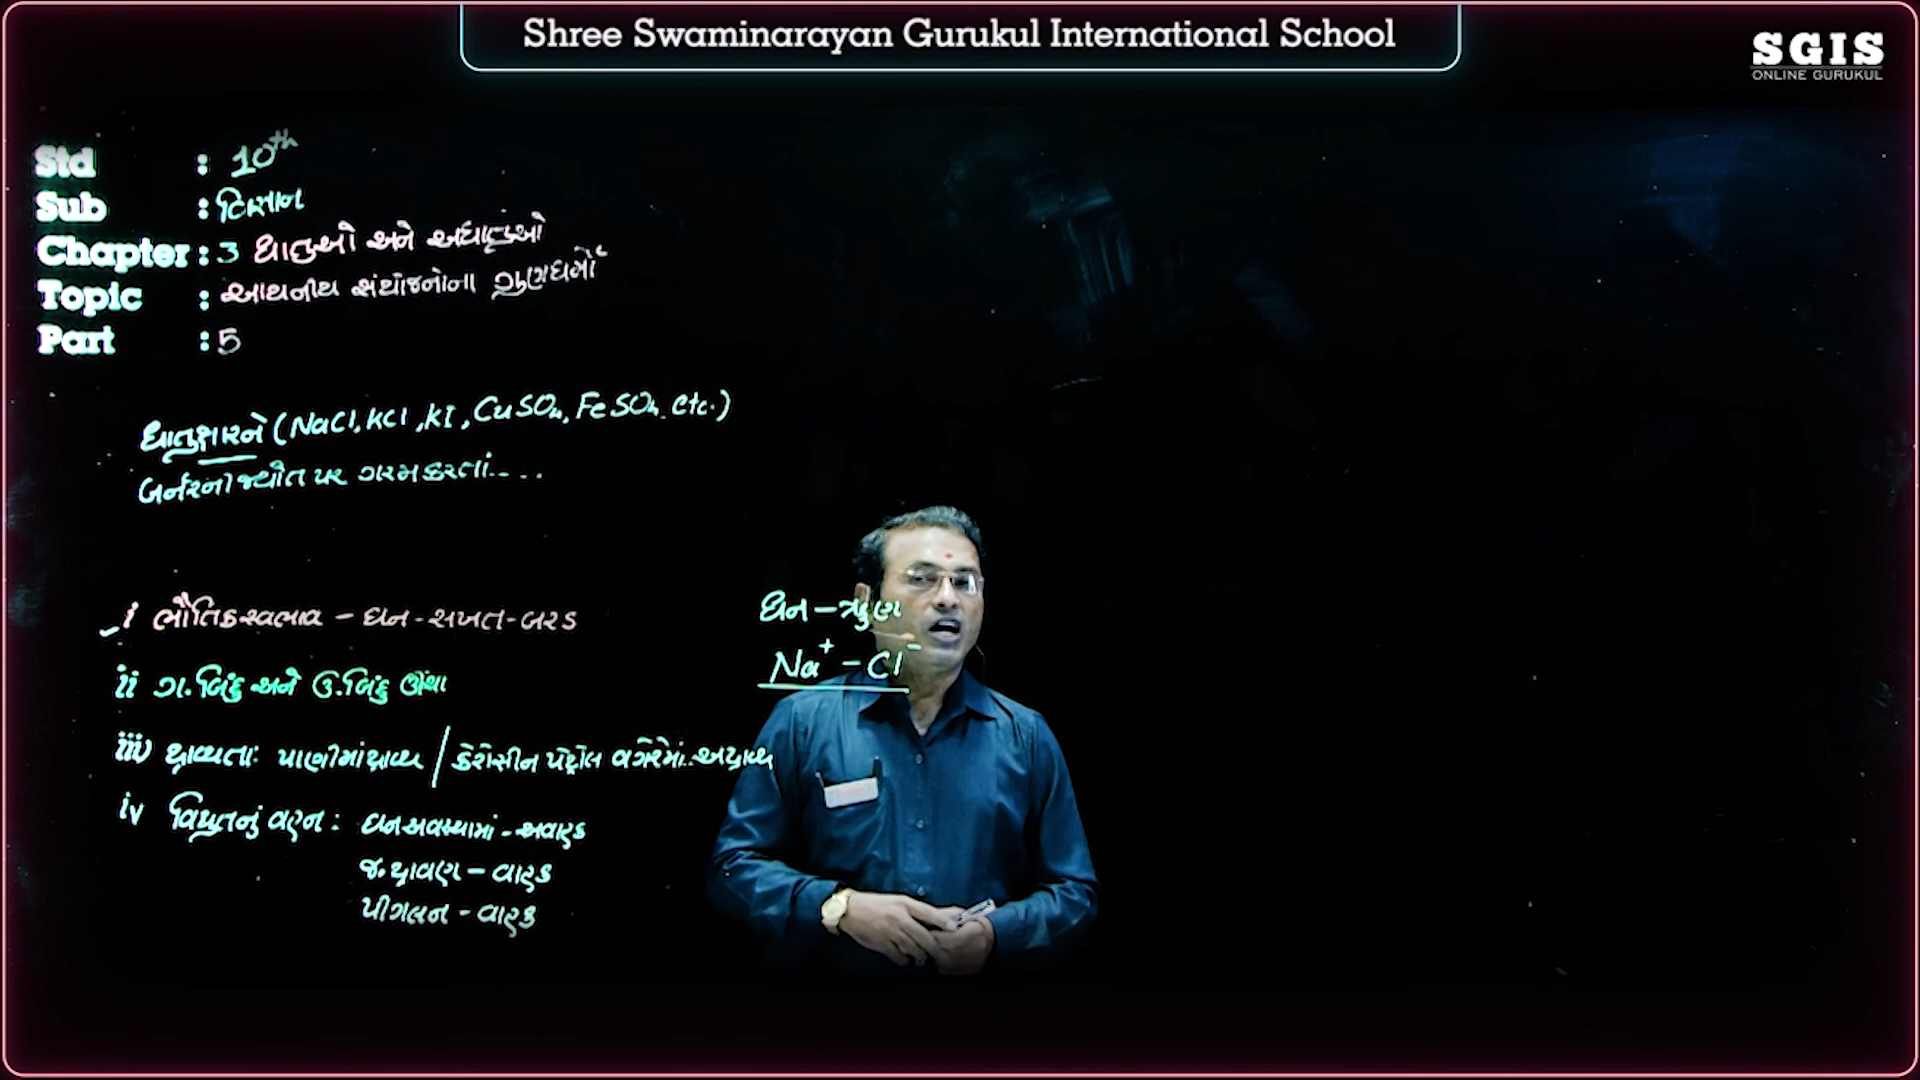 Shree Swaminarayan Gurukul International School
SGIS
ONLINE GURUKUL
Std : 10th
Sub : વિજ્ઞાન
Chapter : 3 ધાતુઓ અને અધાતુઓ
Topic : આયનીય સંયોજનોના ગુણધર્મો
Part : 5
ધાતુક્ષારને (NaCl, KCl, KI, CuSO4, FeSO4 etc.)
બર્નરની જ્યોત પર ગરમ કરતાં....
i ભૌતિક સ્વભાવ - ઘન - સખત - બરડ
ધન - ઋણ
Na+ - Cl-
ii ગ. બિંદુ અને ઉ. બિંદુ ઊંચા
iii દ્રાવ્યતા: પાણીમાં દ્રાવ્ય / કેરોસીન પેટ્રોલ વગેરેમાં..અદ્રાવ્ય
iv વિદ્યુતનું વહન : ઘન અવસ્થામાં - અવાહક
જ. દ્રાવણ - વાહક
પીગલન - વાહક